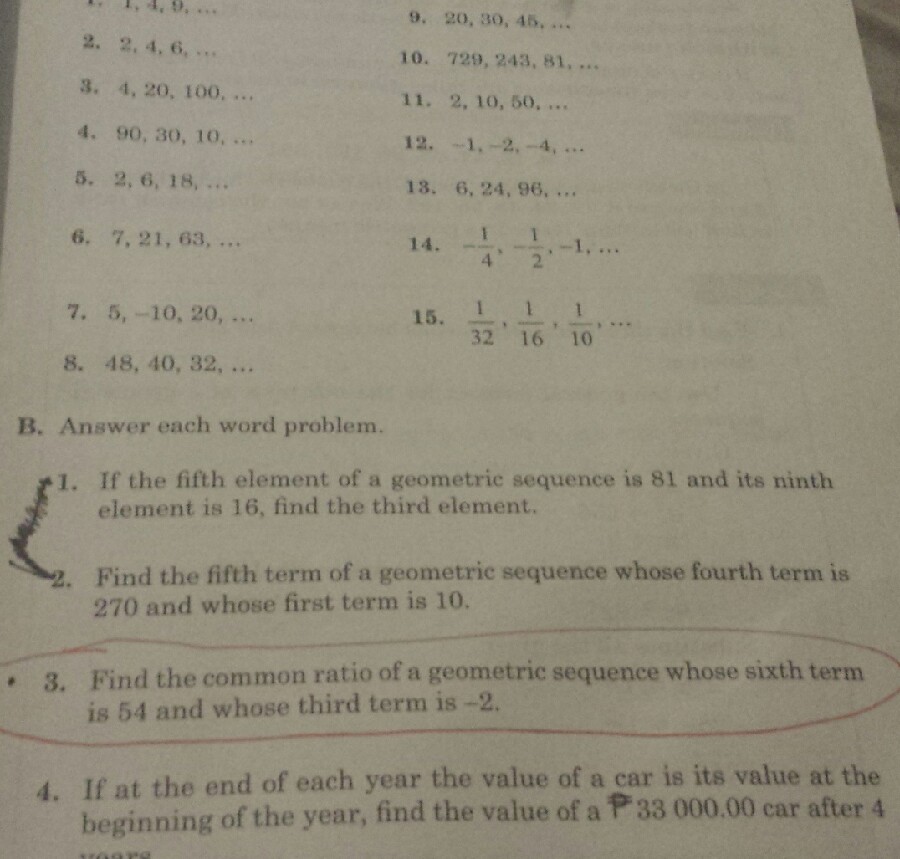 1. 1, 4, 9, ...
2. 2, 4, 6, ...
3. 4, 20, 100, ...
4. 90, 30, 10, ...
5. 2, 6, 18, ...
6. 7, 21, 63, ...
7. 5, –10, 20, ...
8. 48, 40, 32, ...
9. 20, 30, 45, ...
10. 729, 243, 81, ...
11. 2, 10, 50, ...
12. –1, –2, –4, ...
13. 6, 24, 96, ...
14. –1/4, –1/2, –1, ...
15. 1/32, 1/16, 1/10, ...
B. Answer each word problem.
1. If the fifth element of a geometric sequence is 81 and its ninth
element is 16, find the third element.
2. Find the fifth term of a geometric sequence whose fourth term is
270 and whose first term is 10.
• 3. Find the common ratio of a geometric sequence whose sixth term
is 54 and whose third term is –2.
4. If at the end of each year the value of a car is its value at the
beginning of the year, find the value of a ₱33 000.00 car after 4
years